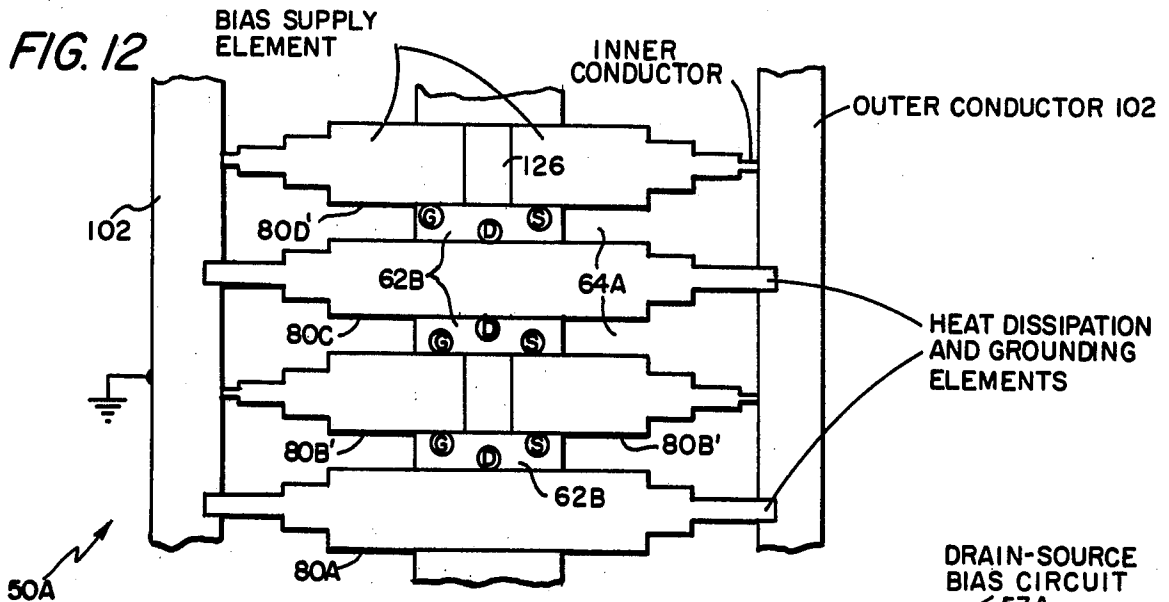 FIG. 12
BIAS SUPPLY
ELEMENT
INNER
CONDUCTOR
OUTER CONDUCTOR 102
126
102
80D'
G
S
D
62B
64A
80C
D
G
S
HEAT DISSIPATION
AND GROUNDING
ELEMENTS
80B'
G
S
80B'
D
62B
80A
50A
DRAIN-SOURCE
BIAS CIRCUIT
57A